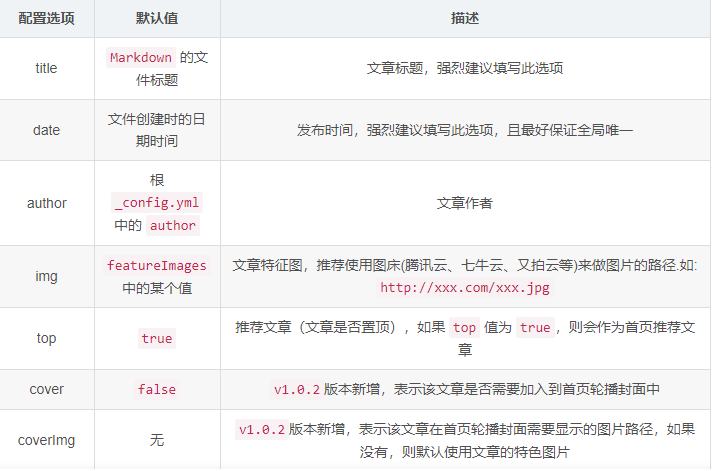 配置选项 默认值 描述
title Markdown 的文件标题 文章标题，强烈建议填写此选项
date 文件创建时的日期时间 发布时间，强烈建议填写此选项，且最好保证全局唯一
author 根 _config.yml 中的 author 文章作者
img featureImages 中的某个值 文章特征图，推荐使用图床(腾讯云、七牛云、又拍云等)来做图片的路径.如: http://xxx.com/xxx.jpg
top true 推荐文章（文章是否置顶），如果 top 值为 true，则会作为首页推荐文章
cover false v1.0.2版本新增，表示该文章是否需要加入到首页轮播封面中
coverImg 无 v1.0.2版本新增，表示该文章在首页轮播封面需要显示的图片路径，如果没有，则默认使用文章的特色图片